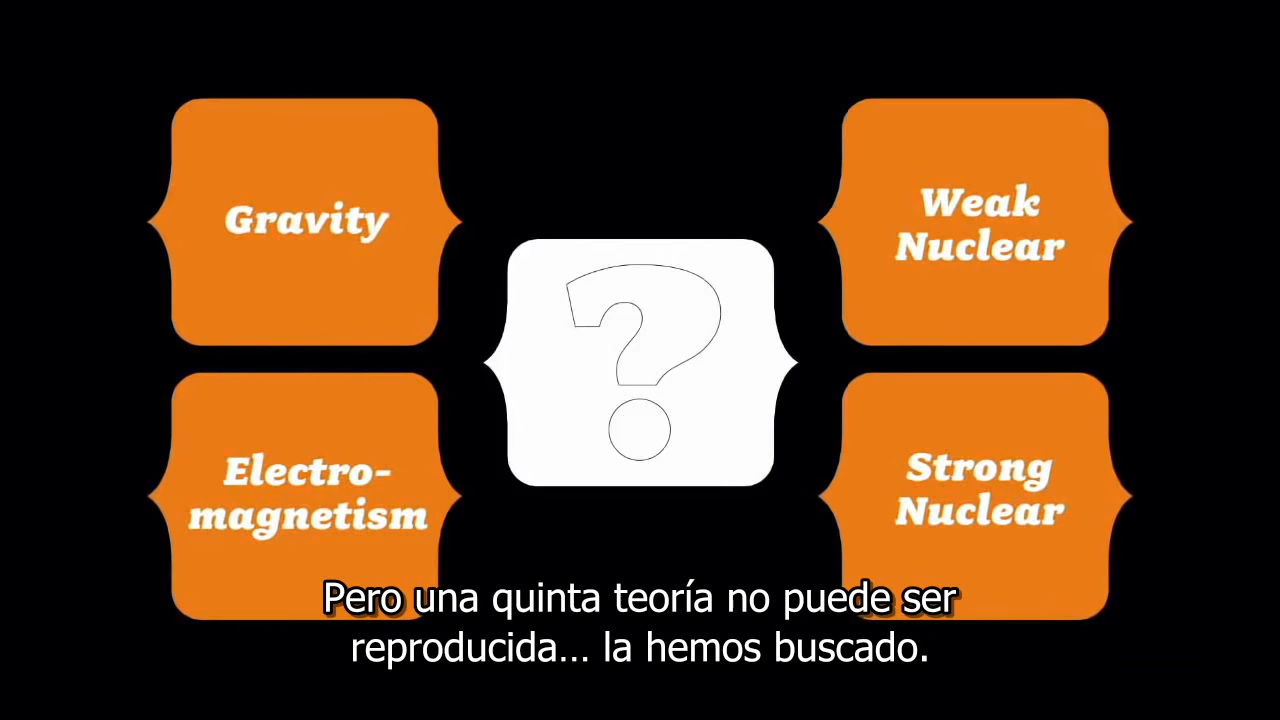 Gravity
Weak
Nuclear
?
Electro-
magnetism
Strong
Nuclear
Pero una quinta teoría no puede ser
reproducida... la hemos buscado.